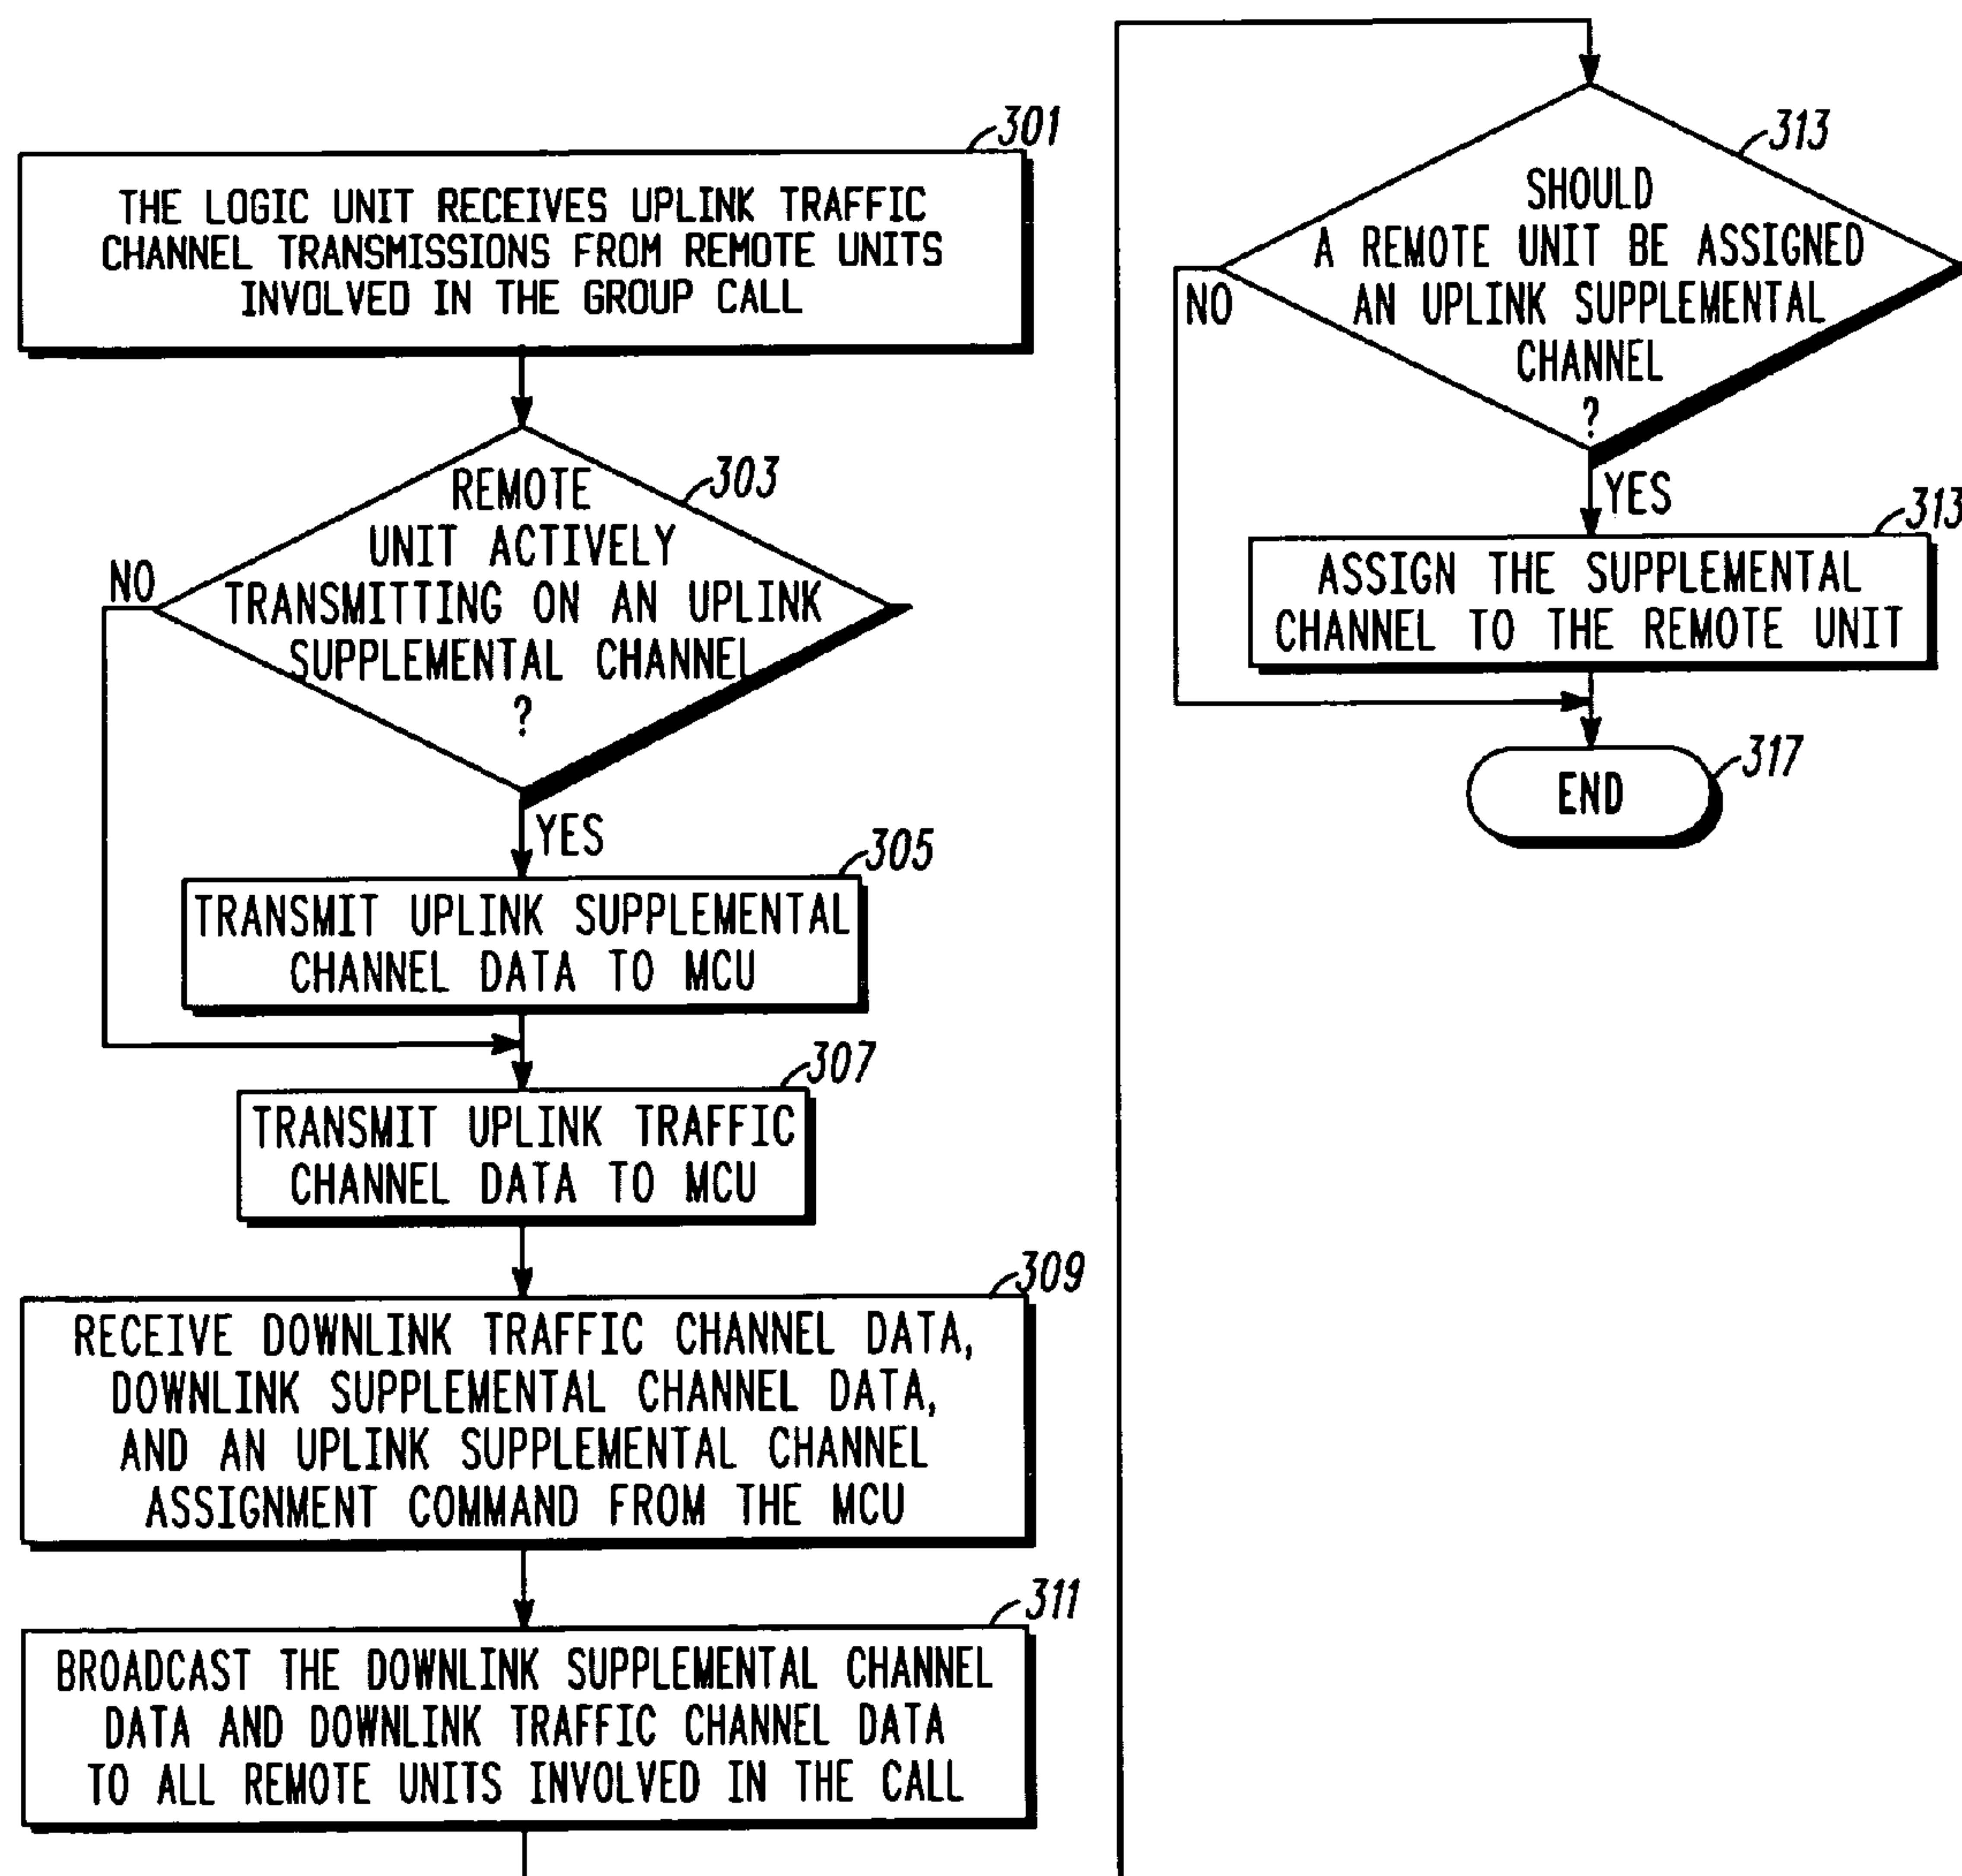 301
THE LOGIC UNIT RECEIVES UPLINK TRAFFIC
CHANNEL TRANSMISSIONS FROM REMOTE UNITS
INVOLVED IN THE GROUP CALL
303
REMOTE
UNIT ACTIVELY
TRANSMITTING ON AN UPLINK
SUPPLEMENTAL CHANNEL
?
NO
YES
305
TRANSMIT UPLINK SUPPLEMENTAL
CHANNEL DATA TO MCU
307
TRANSMIT UPLINK TRAFFIC
CHANNEL DATA TO MCU
309
RECEIVE DOWNLINK TRAFFIC CHANNEL DATA,
DOWNLINK SUPPLEMENTAL CHANNEL DATA,
AND AN UPLINK SUPPLEMENTAL CHANNEL
ASSIGNMENT COMMAND FROM THE MCU
311
BROADCAST THE DOWNLINK SUPPLEMENTAL CHANNEL
DATA AND DOWNLINK TRAFFIC CHANNEL DATA
TO ALL REMOTE UNITS INVOLVED IN THE CALL
313
SHOULD
A REMOTE UNIT BE ASSIGNED
AN UPLINK SUPPLEMENTAL
CHANNEL
?
NO
YES
313
ASSIGN THE SUPPLEMENTAL
CHANNEL TO THE REMOTE UNIT
END
317